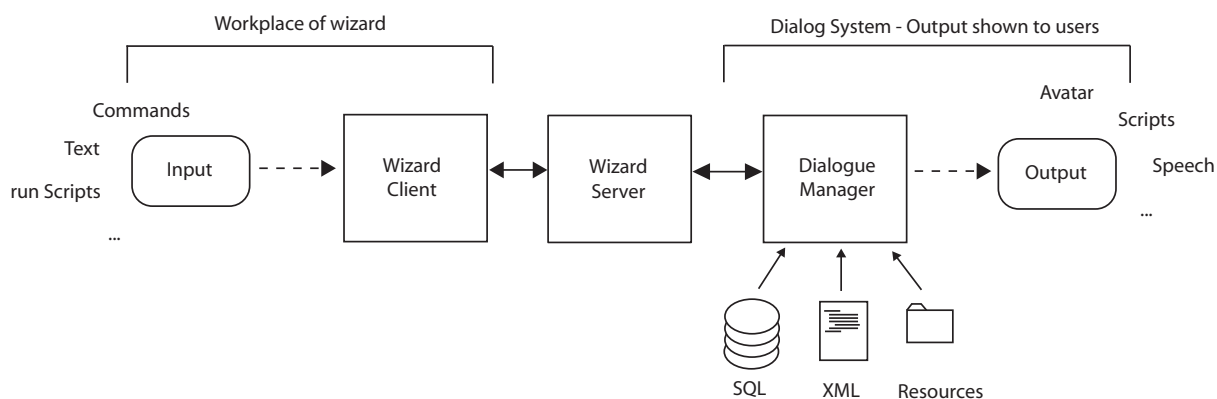 Workplace of wizard
Dialog System - Output shown to users
Commands
Text
run Scripts
...
Input
Wizard
Client
Wizard
Server
Dialogue
Manager
Output
Avatar
Scripts
Speech
...
SQL
XML
Resources